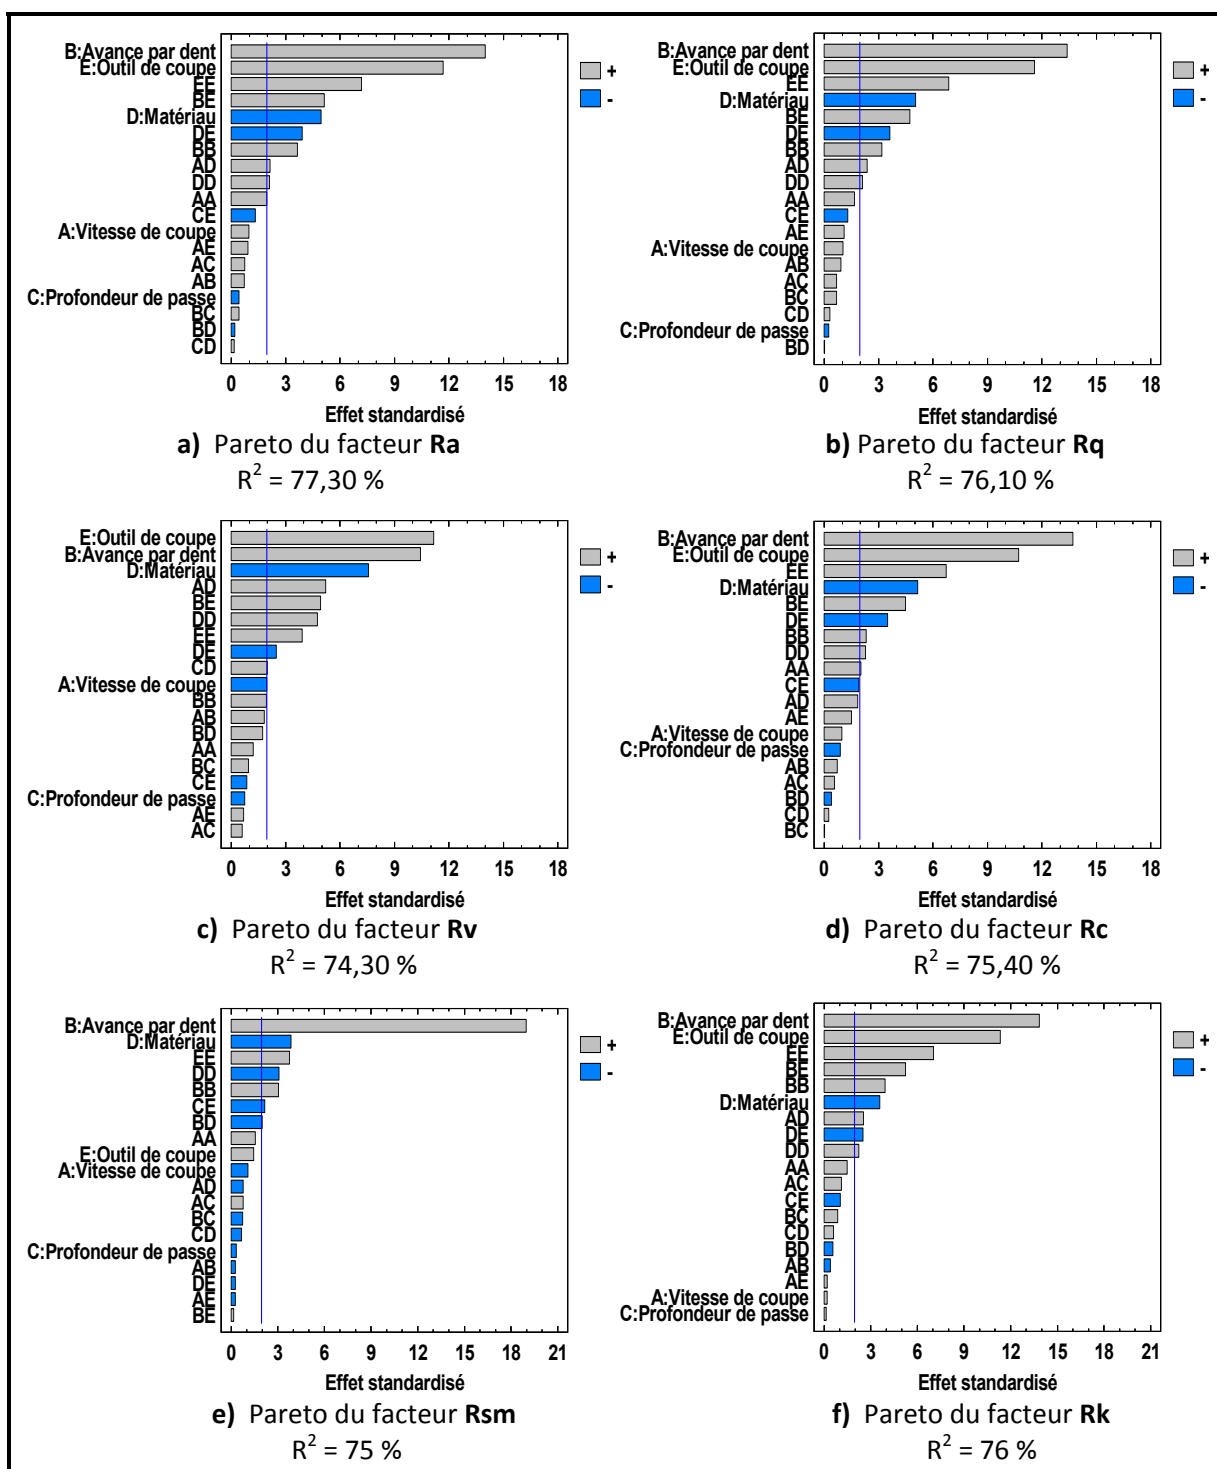 B:Avance par dent
E:Outil de coupe
EE
BE
D:Matériau
DE
BB
AD
DD
AA
CE
A:Vitesse de coupe
AE
AC
AB
C:Profondeur de passe
BC
BD
CD
+
-
0 3 6 9 12 15 18
Effet standardisé
a) Pareto du facteur Ra
R² = 77,30 %
B:Avance par dent
E:Outil de coupe
EE
D:Matériau
BE
DE
BB
AD
DD
AA
CE
AE
A:Vitesse de coupe
AB
AC
BC
CD
C:Profondeur de passe
BD
+
-
0 3 6 9 12 15 18
Effet standardisé
b) Pareto du facteur Rq
R² = 76,10 %
E:Outil de coupe
B:Avance par dent
D:Matériau
AD
BE
DD
EE
DE
CD
A:Vitesse de coupe
BB
AB
BD
AA
BC
CE
C:Profondeur de passe
AE
AC
+
-
0 3 6 9 12 15 18
Effet standardisé
c) Pareto du facteur Rv
R² = 74,30 %
B:Avance par dent
E:Outil de coupe
EE
D:Matériau
BE
DE
BB
DD
AA
CE
AD
AE
A:Vitesse de coupe
C:Profondeur de passe
AB
AC
BD
CD
BC
+
-
0 3 6 9 12 15 18
Effet standardisé
d) Pareto du facteur Rc
R² = 75,40 %
B:Avance par dent
D:Matériau
EE
DD
BB
CE
BD
AA
E:Outil de coupe
A:Vitesse de coupe
AD
AC
BC
CD
C:Profondeur de passe
AB
DE
AE
BE
+
-
0 3 6 9 12 15 18 21
Effet standardisé
e) Pareto du facteur Rsm
R² = 75 %
B:Avance par dent
E:Outil de coupe
EE
BE
BB
D:Matériau
AD
DE
DD
AA
AC
CE
BC
CD
BD
AB
AE
A:Vitesse de coupe
C:Profondeur de passe
+
-
0 3 6 9 12 15 18 21
Effet standardisé
f) Pareto du facteur Rk
R² = 76 %